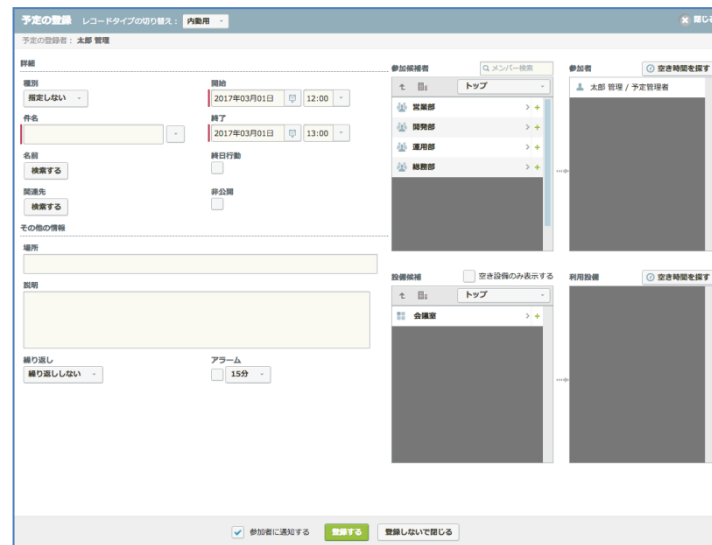 予定の登録 レコードタイプの切り替え： 内勤用 閉じる
予定の登録者： 太郎 管理
詳細
種別
指定しない
開始
2017年03月01日 12:00
件名
終了
2017年03月01日 13:00
名前
検索する
終日行動
関連先
検索する
非公開
その他の情報
場所
説明
繰り返し
繰り返ししない
アラーム
15分
参加候補者 メンバー検索
トップ
営業部
開発部
運用部
総務部
参加者 空き時間を探す
太郎 管理 / 予定管理者
設備候補 空き設備のみ表示する
トップ
会議室
利用設備 空き時間を探す
参加者に通知する 登録する 登録しないで閉じる